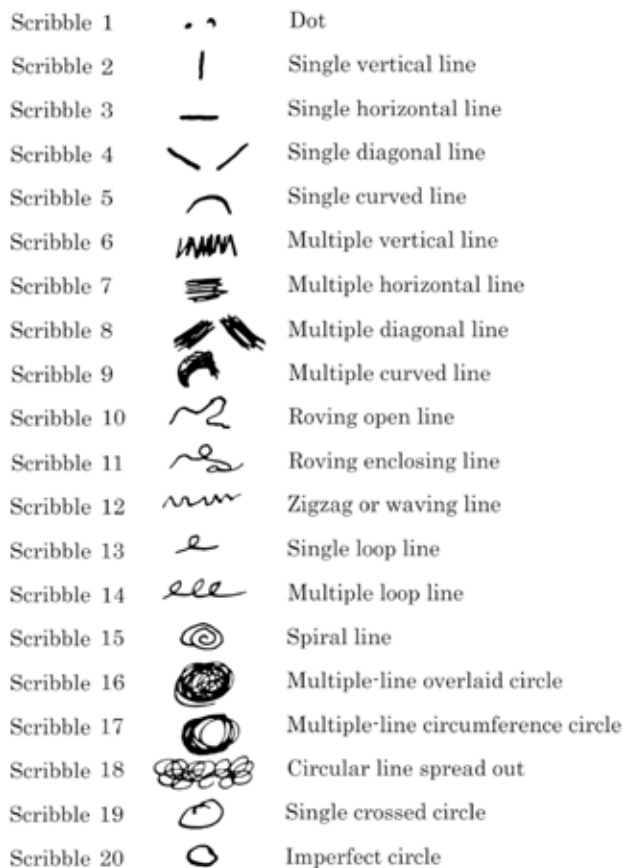 Scribble 1 Dot
Scribble 2 Single vertical line
Scribble 3 Single horizontal line
Scribble 4 Single diagonal line
Scribble 5 Single curved line
Scribble 6 Multiple vertical line
Scribble 7 Multiple horizontal line
Scribble 8 Multiple diagonal line
Scribble 9 Multiple curved line
Scribble 10 Roving open line
Scribble 11 Roving enclosing line
Scribble 12 Zigzag or waving line
Scribble 13 Single loop line
Scribble 14 Multiple loop line
Scribble 15 Spiral line
Scribble 16 Multiple-line overlaid circle
Scribble 17 Multiple-line circumference circle
Scribble 18 Circular line spread out
Scribble 19 Single crossed circle
Scribble 20 Imperfect circle